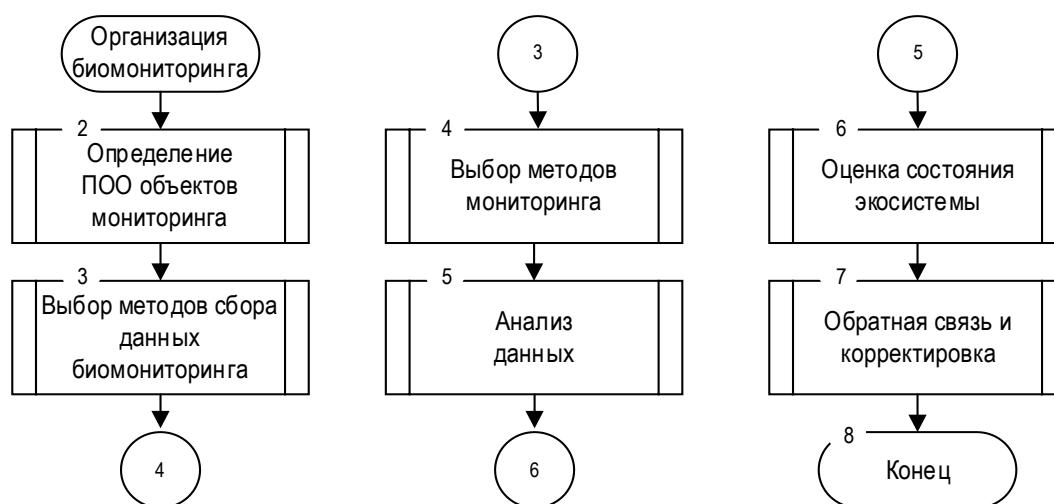 Организация
биомониторинга
2
Определение
ПОО объектов
мониторинга
3
Выбор методов сбора
данных
биомониторинга
4
3
4
Выбор методов
мониторинга
5
Анализ
данных
6
5
6
Оценка состояния
экосистемы
7
Обратная связь и
корректировка
8
Конец